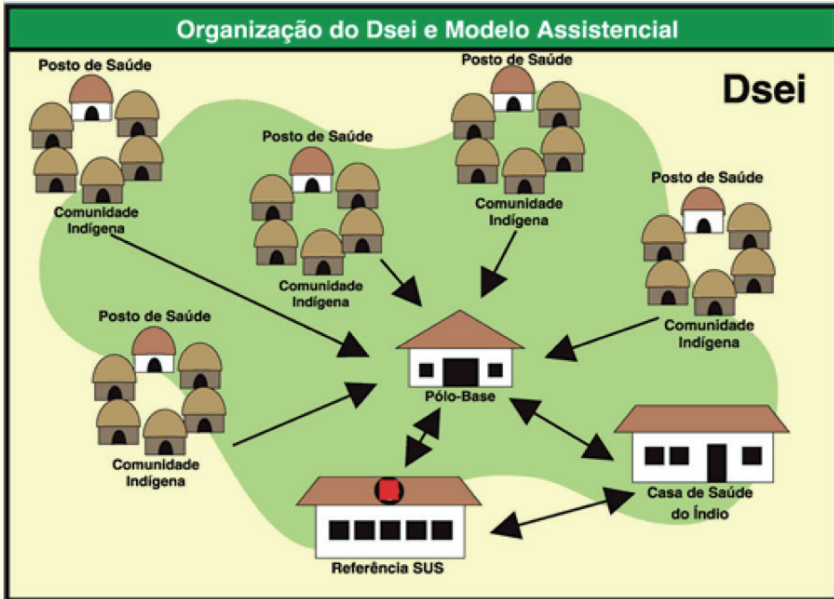 Organização do Dsei e Modelo Assistencial
Dsei
Posto de Saúde
Comunidade
Indígena
Posto de Saúde
Comunidade
Indígena
Posto de Saúde
Comunidade
Indígena
Posto de Saúde
Comunidade
Indígena
Posto de Saúde
Comunidade
Indígena
Pólo-Base
Casa de Saúde
do Índio
Referência SUS